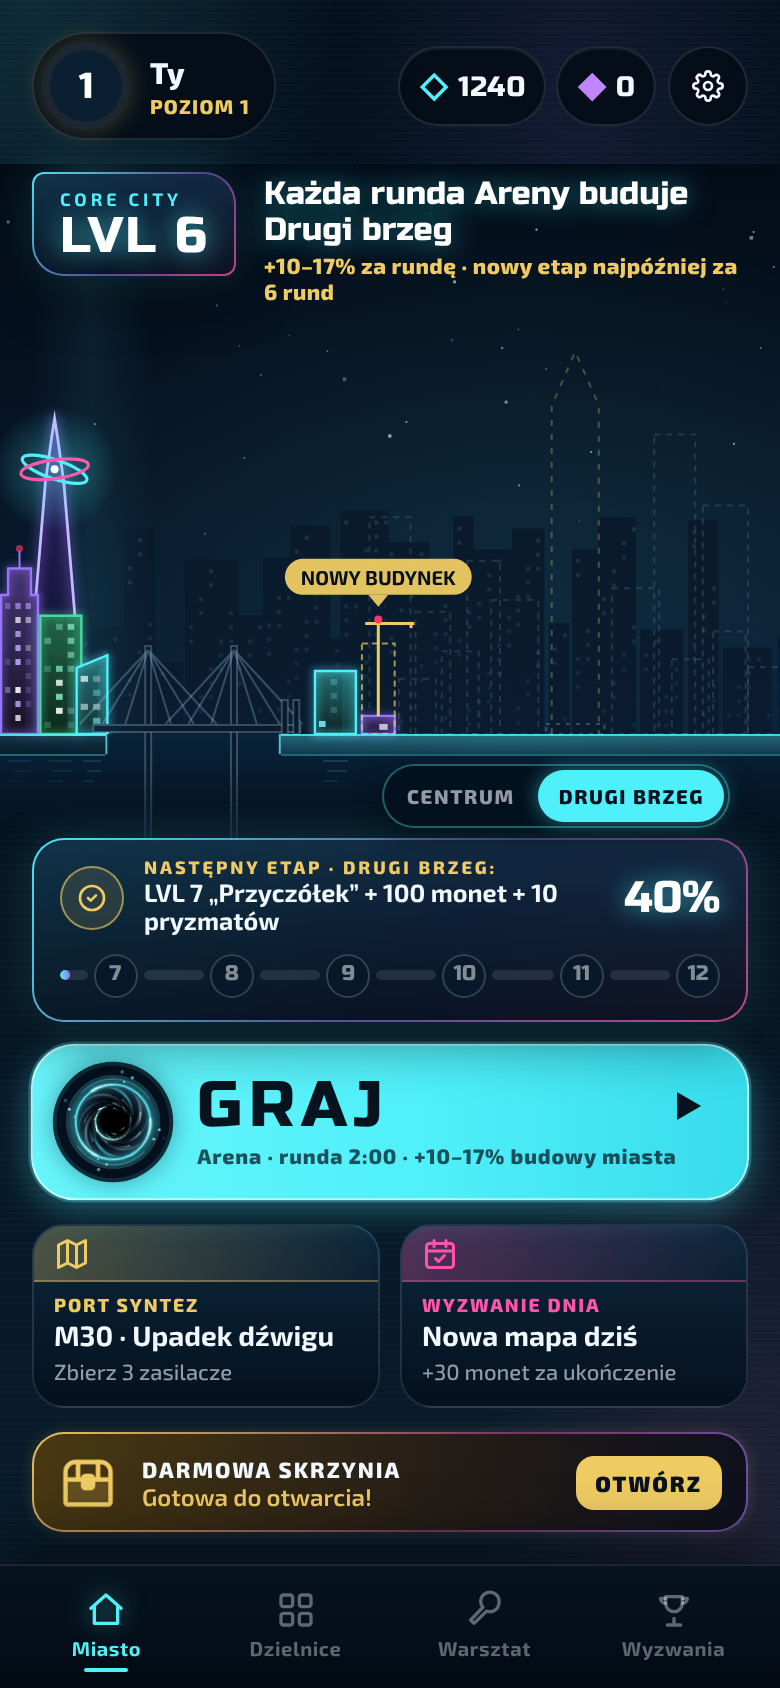 1
Ty
POZIOM 1
1240
0
CORE CITY
LVL 6
Każda runda Areny buduje
Drugi brzeg
+10–17% za rundę · nowy etap najpóźniej za
6 rund
NOWY BUDYNEK
CENTRUM
DRUGI BRZEG
NASTĘPNY ETAP · DRUGI BRZEG:
LVL 7 „Przyczółek” + 100 monet + 10
pryzmatów
40%
7
8
9
10
11
12
GRAJ
Arena · runda 2:00 · +10–17% budowy miasta
PORT SYNTEZ
M30 · Upadek dźwigu
Zbierz 3 zasilacze
WYZWANIE DNIA
Nowa mapa dziś
+30 monet za ukończenie
DARMOWA SKRZYNIA
Gotowa do otwarcia!
OTWÓRZ
Miasto
Dzielnice
Warsztat
Wyzwania